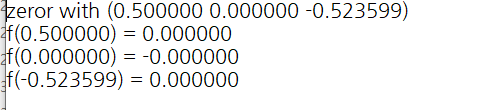 zeror with (0.500000 0.000000 -0.523599)
f(0.500000) = 0.000000
f(0.000000) = -0.000000
f(-0.523599) = 0.000000